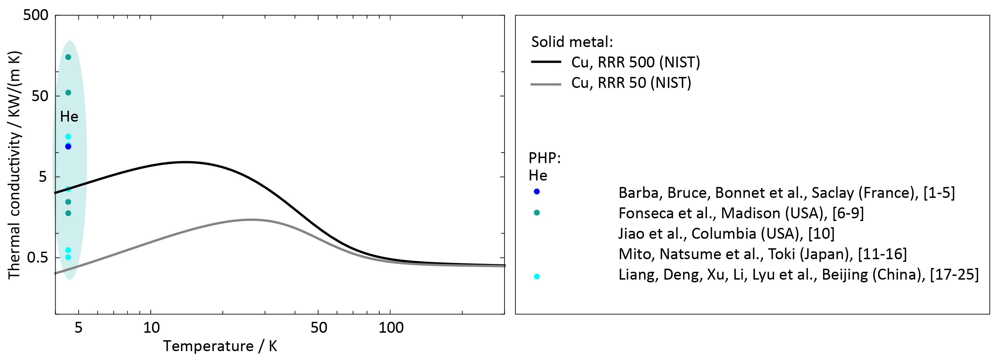 500
50
5
0.5
Thermal conductivity / KW/(m K)
He
5
10
50
100
Temperature / K
Solid metal:
Cu, RRR 500 (NIST)
Cu, RRR 50 (NIST)
PHP:
He
Barba, Bruce, Bonnet et al., Saclay (France), [1-5]
Fonseca et al., Madison (USA), [6-9]
Jiao et al., Columbia (USA), [10]
Mito, Natsume et al., Toki (Japan), [11-16]
Liang, Deng, Xu, Li, Lyu et al., Beijing (China), [17-25]